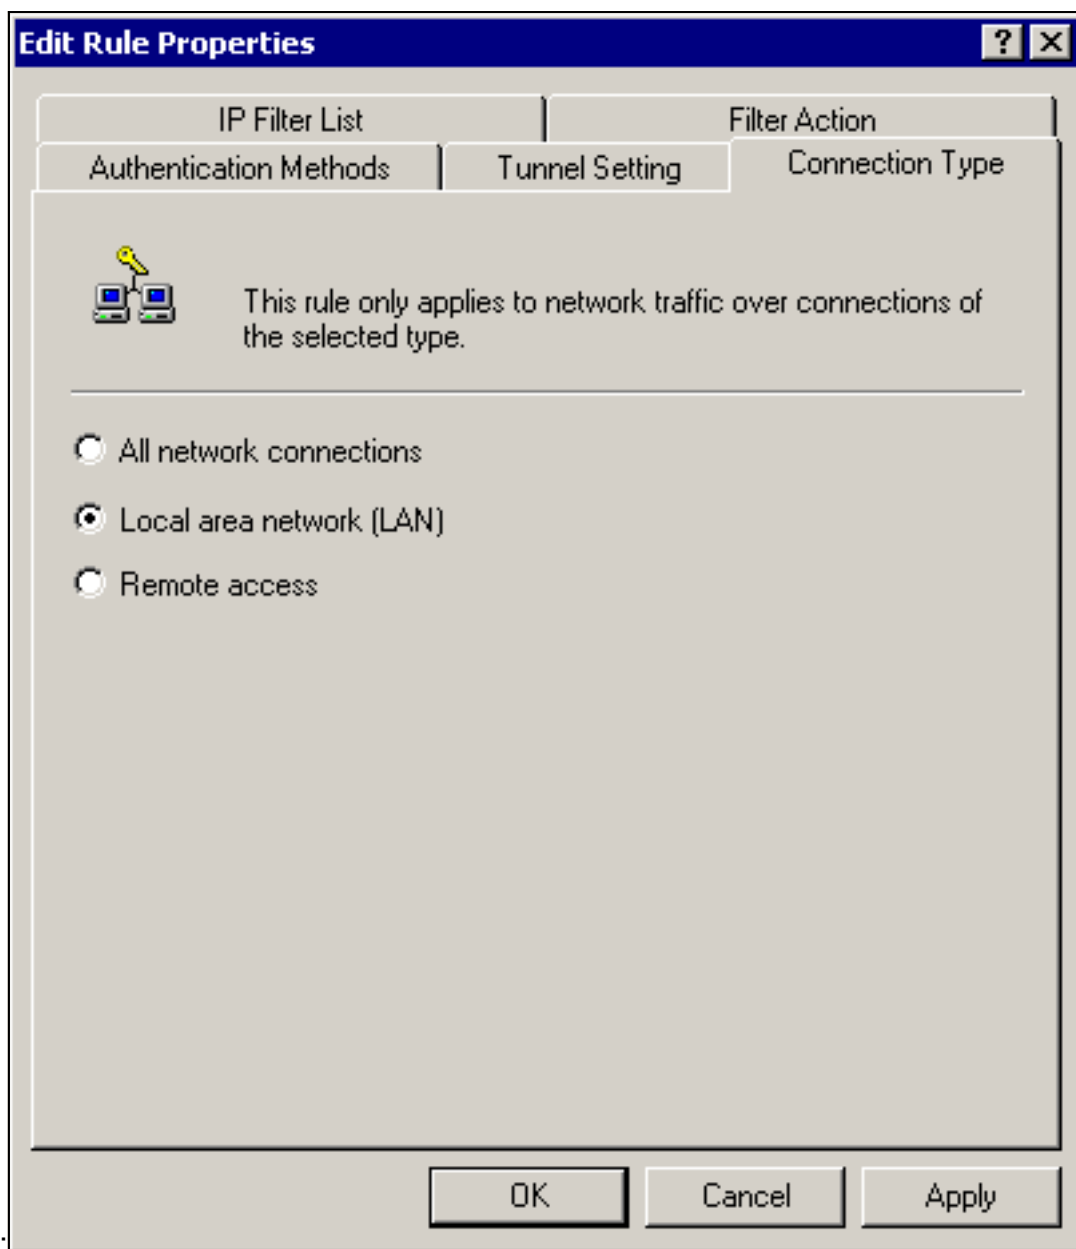 Edit Rule Properties
IP Filter List
Filter Action
Authentication Methods
Tunnel Setting
Connection Type
This rule only applies to network traffic over connections of
the selected type.
All network connections
Local area network (LAN)
Remote access
OK
Cancel
Apply
.